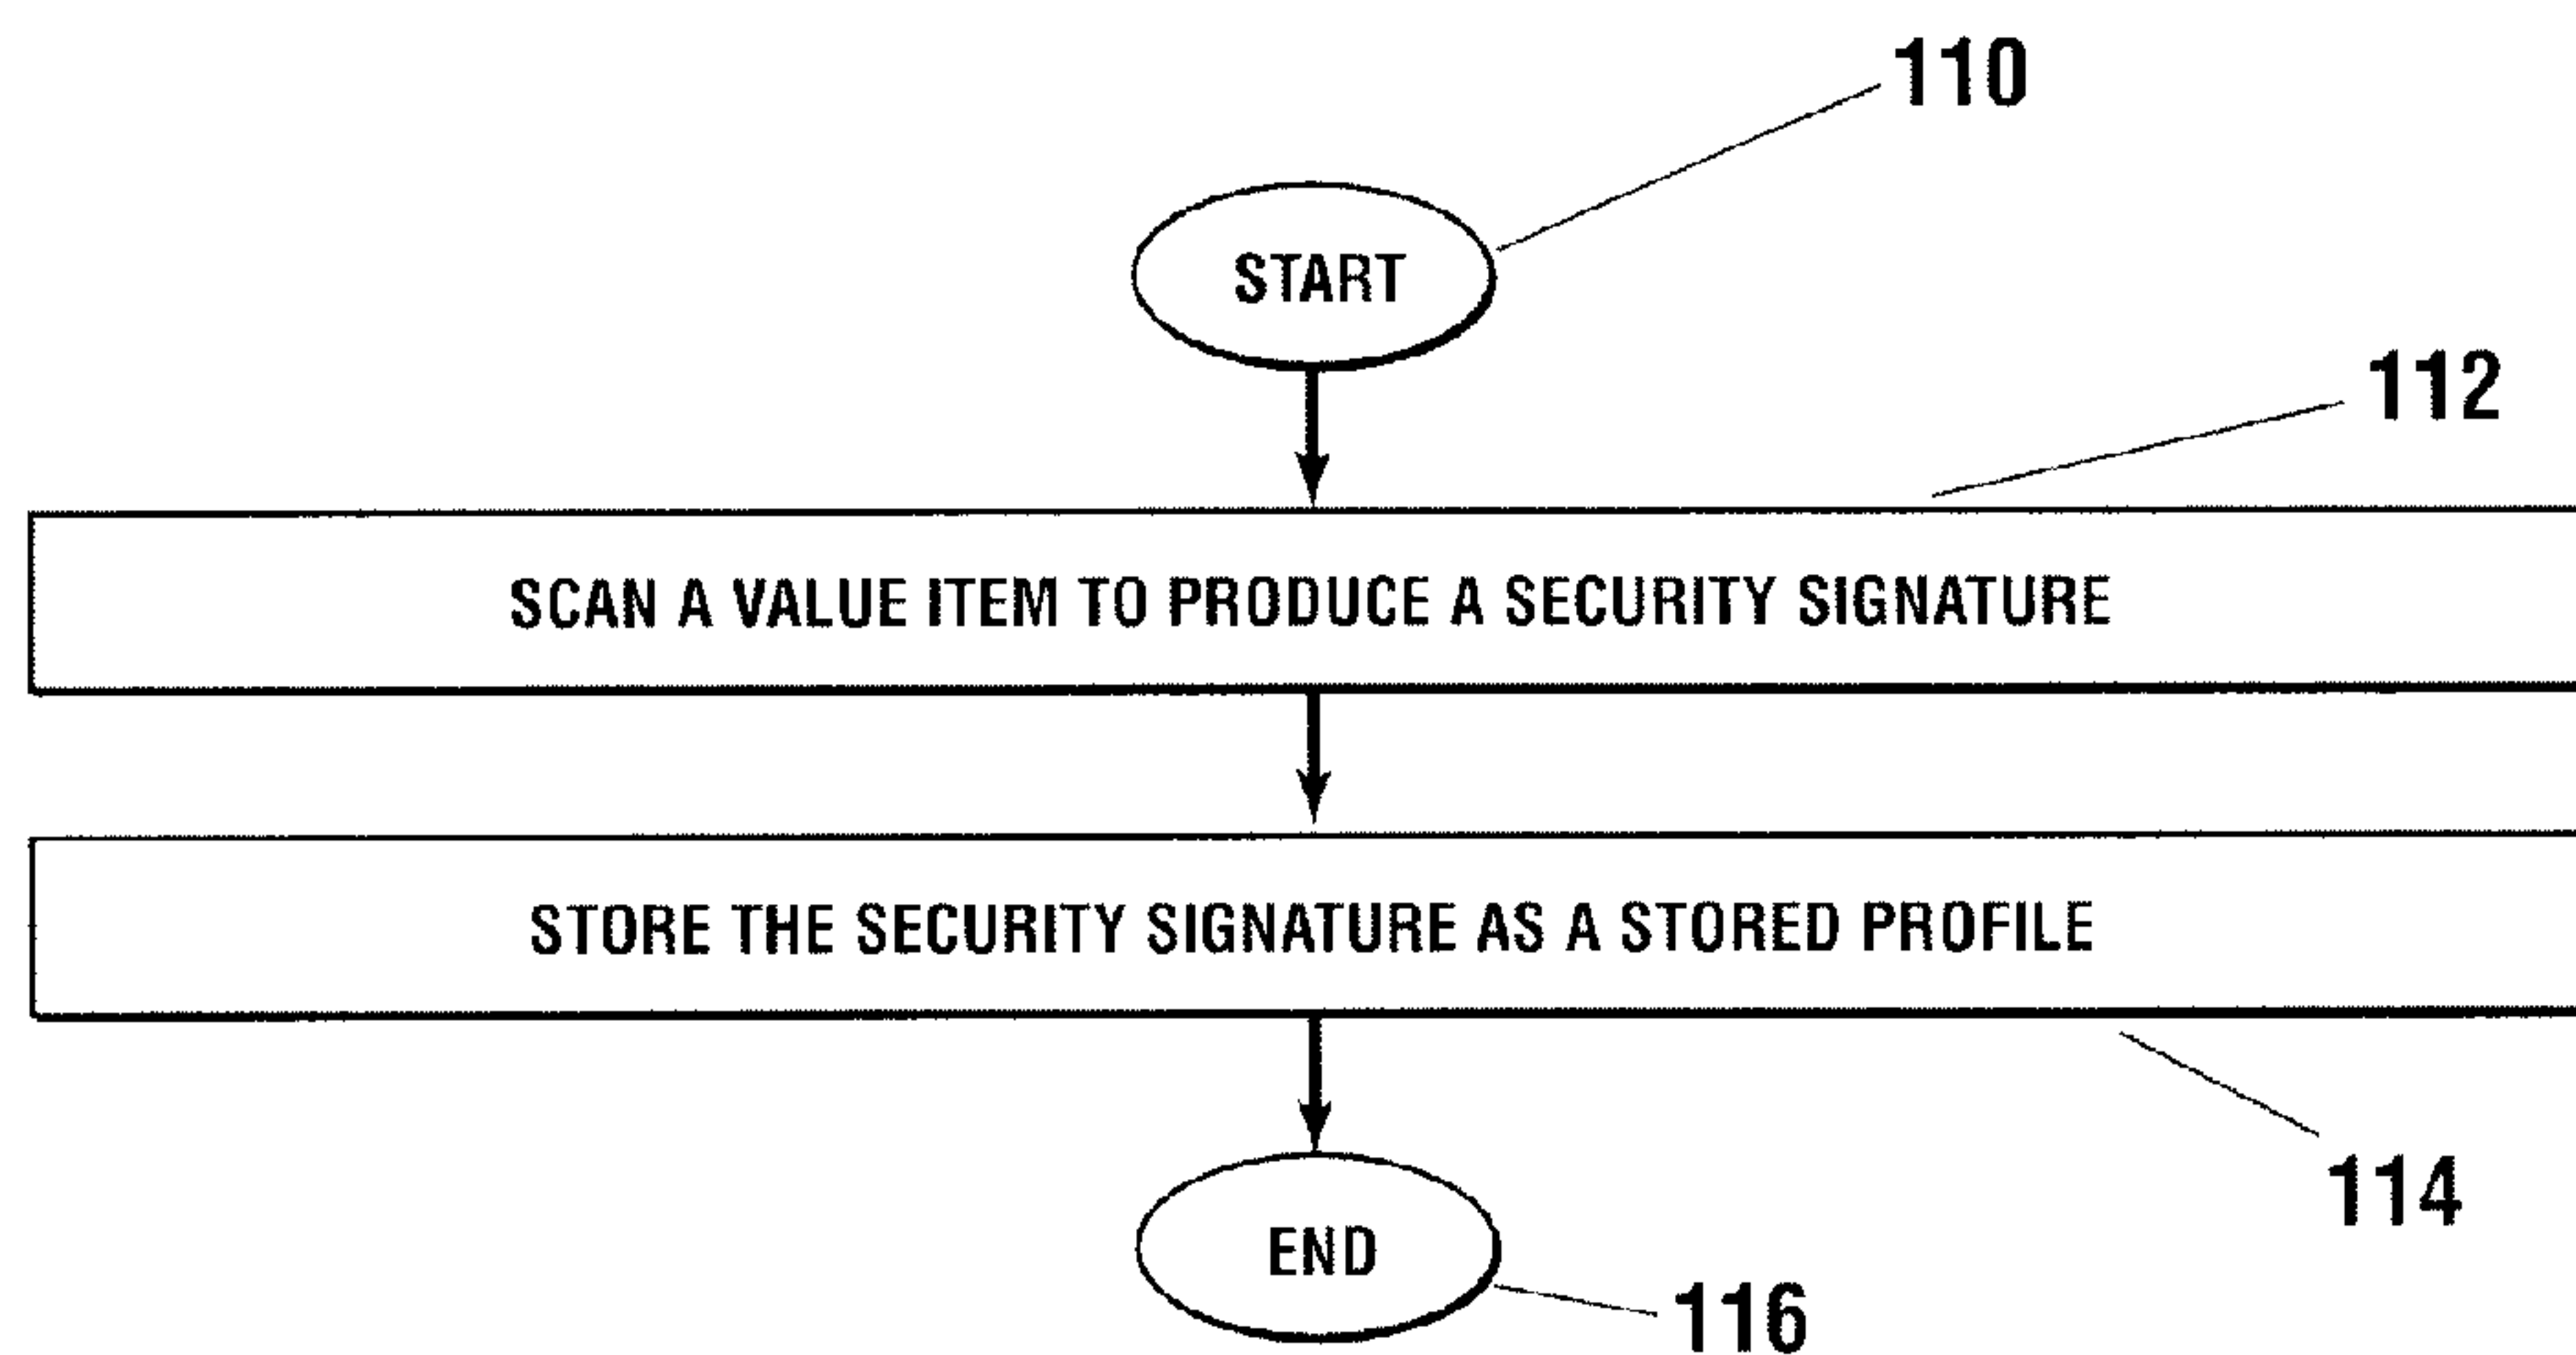 110
START
112
SCAN A VALUE ITEM TO PRODUCE A SECURITY SIGNATURE
STORE THE SECURITY SIGNATURE AS A STORED PROFILE
114
END
116